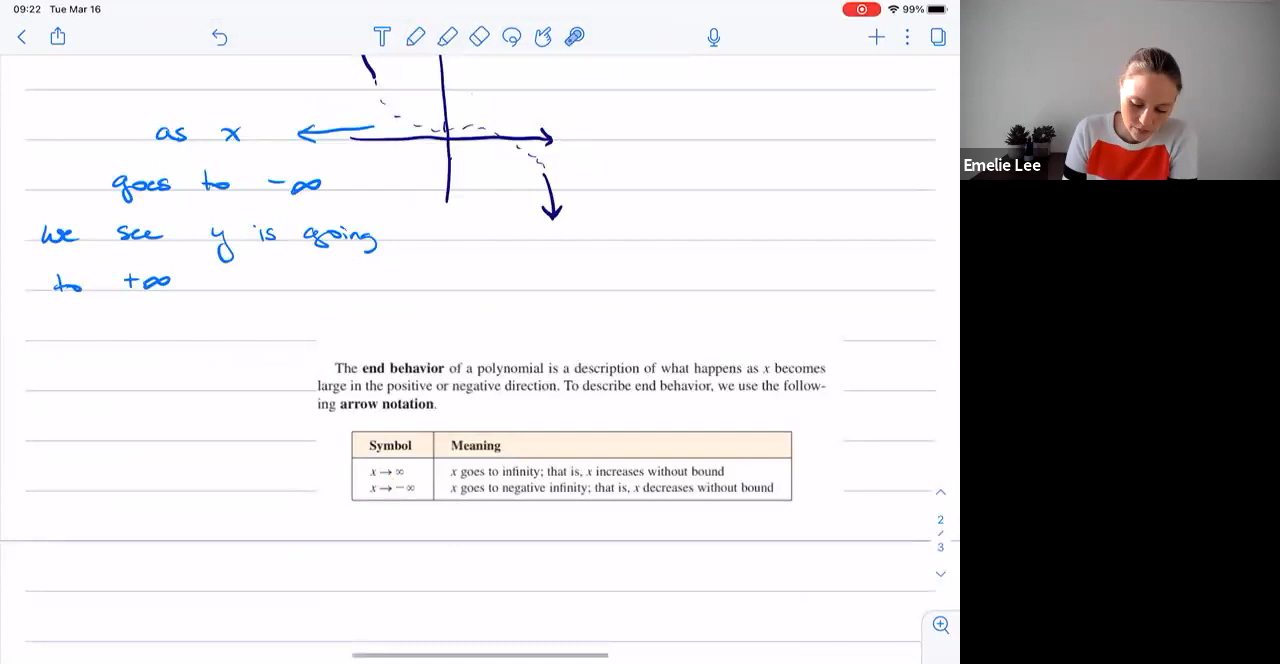 09:22 Tue Mar 16
99%
as x
goes to -∞
we see y is going
to +∞
The end behavior of a polynomial is a description of what happens as x becomes
large in the positive or negative direction. To describe end behavior, we use the follow-
ing arrow notation.
Symbol Meaning
x → ∞ x goes to infinity; that is, x increases without bound
x → −∞ x goes to negative infinity; that is, x decreases without bound
2
/
3
Emelie Lee